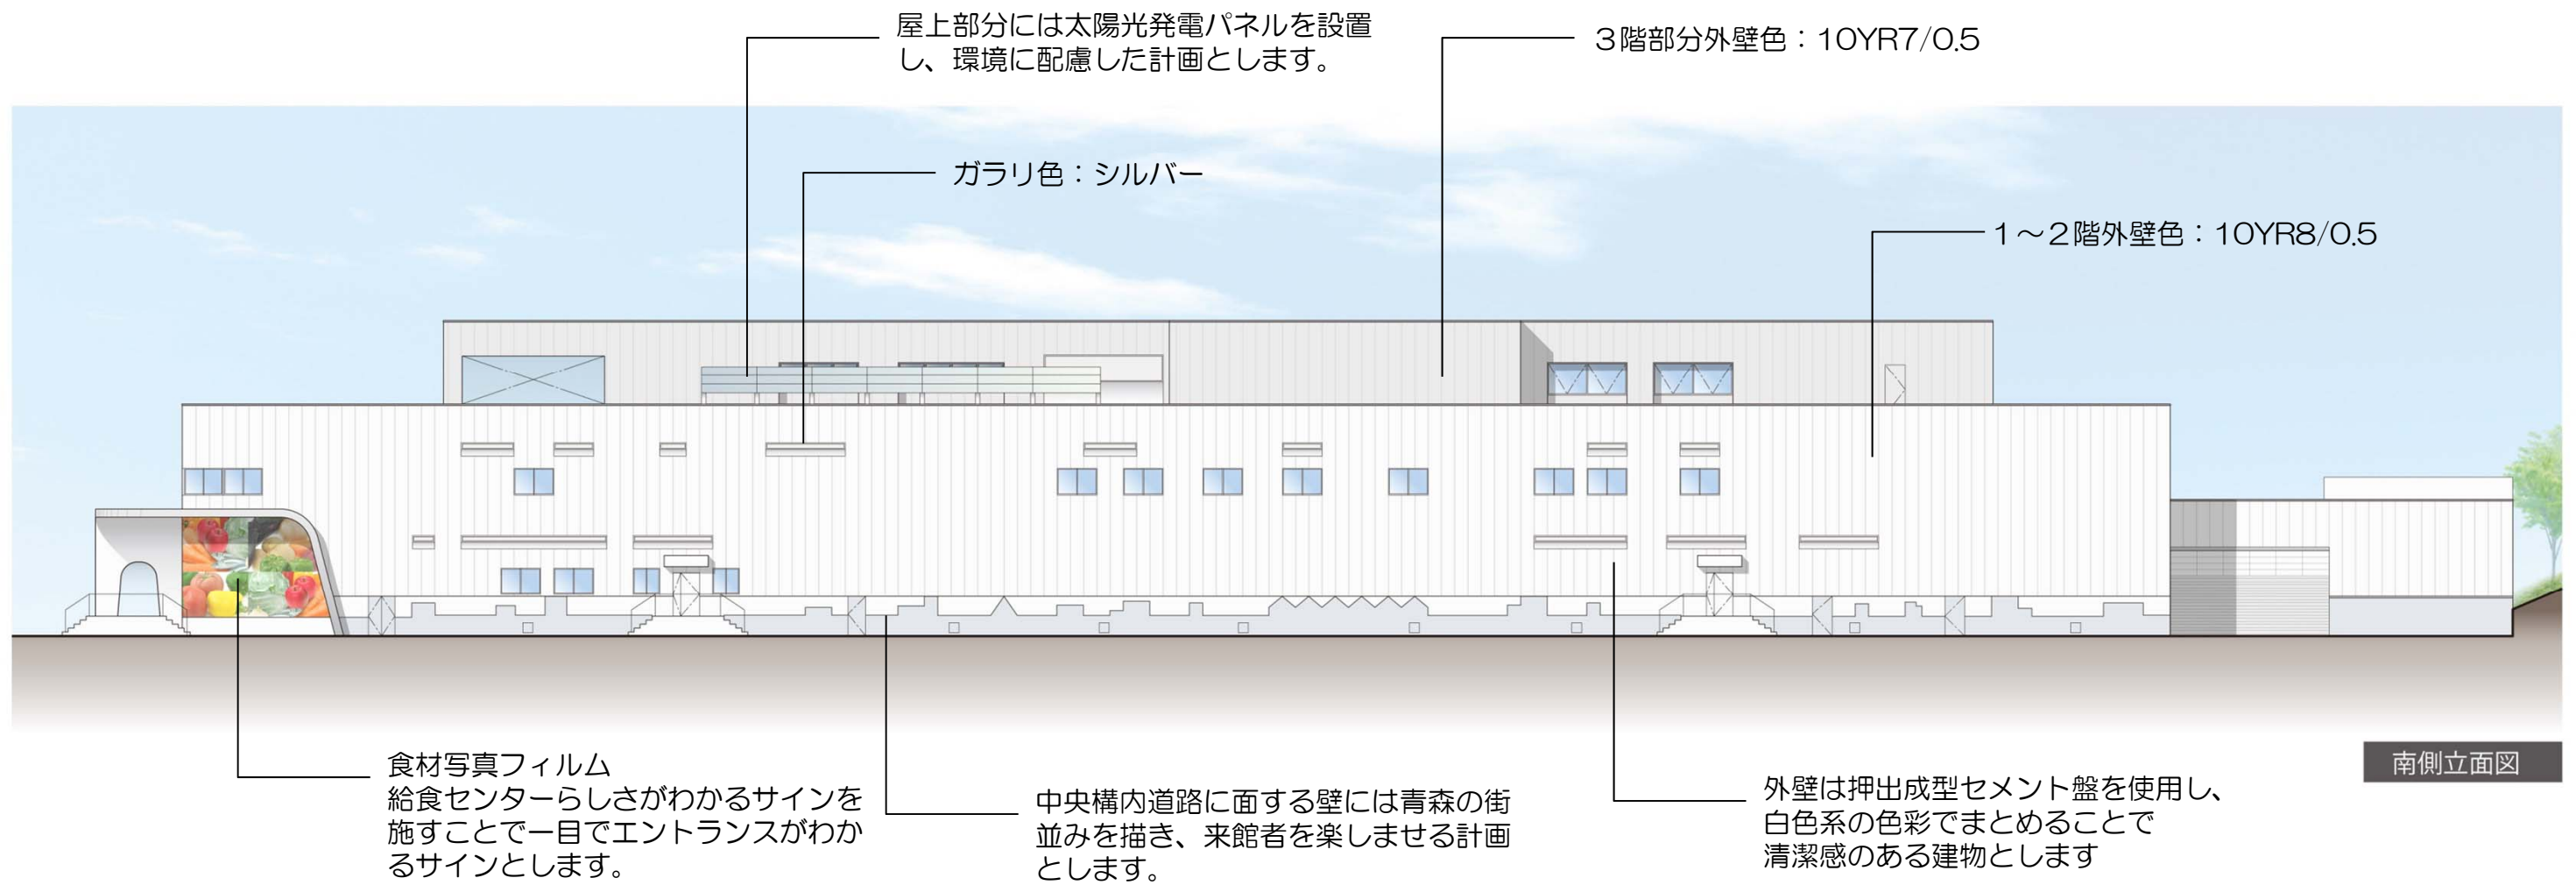 屋上部分には太陽光発電パネルを設置
し、環境に配慮した計画とします。
３階部分外壁色：10YR7/0.5
ガラリ色：シルバー
１～２階外壁色：10YR8/0.5
食材写真フィルム
給食センターらしさがわかるサインを
施すことで一目でエントランスがわか
るサインとします。
中央構内道路に面する壁には青森の街
並みを描き、来館者を楽しませる計画
とします。
外壁は押出成型セメント盤を使用し、
白色系の色彩でまとめることで
清潔感のある建物とします
南側立面図